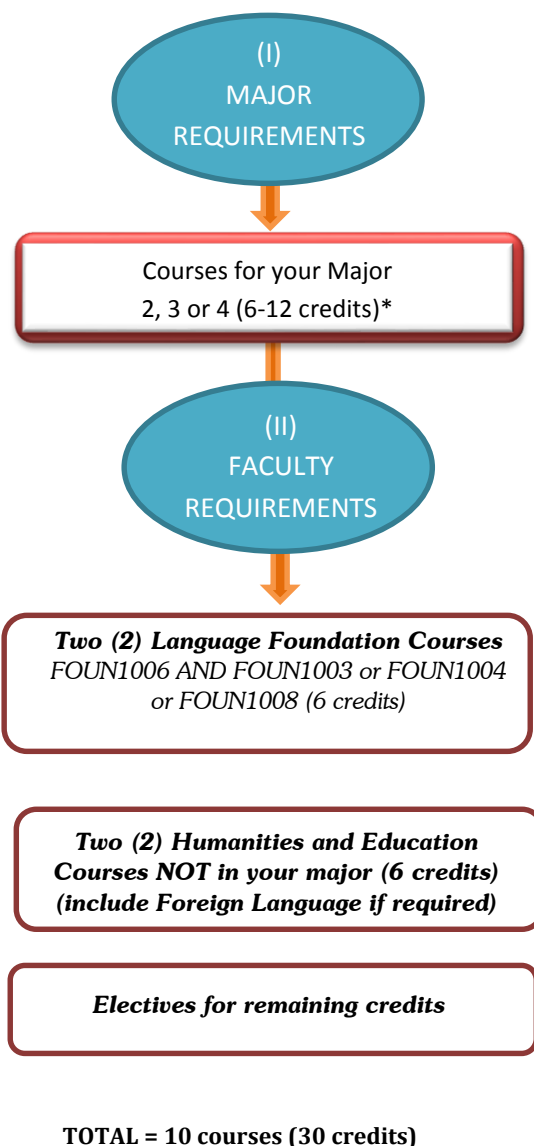 (I)
MAJOR
REQUIREMENTS
Courses for your Major
2, 3 or 4 (6-12 credits)*
(II)
FACULTY
REQUIREMENTS
Two (2) Language Foundation Courses
FOUN1006 AND FOUN1003 or FOUN1004
or FOUN1008 (6 credits)
Two (2) Humanities and Education
Courses NOT in your major (6 credits)
(include Foreign Language if required)
Electives for remaining credits
TOTAL = 10 courses (30 credits)